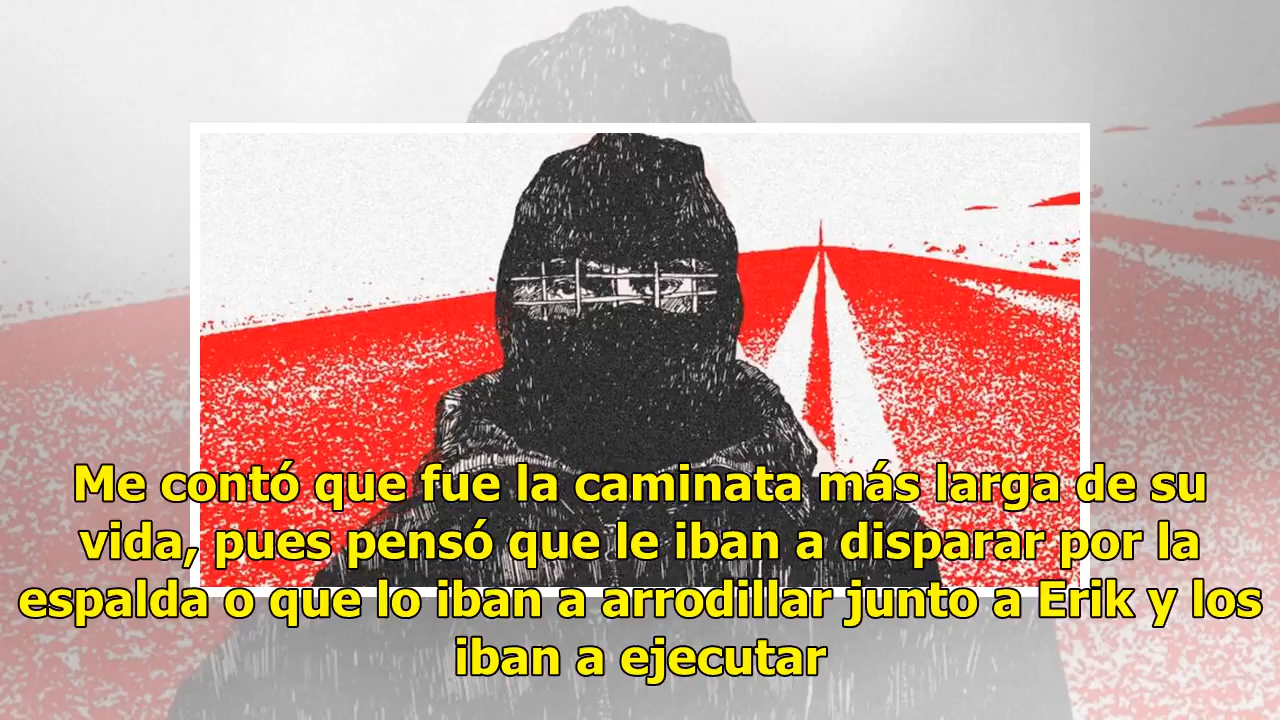 Me contó que fue la caminata más larga de su
vida, pues pensó que le iban a disparar por la
espalda o que lo iban a arrodillar junto a Erik y los
iban a ejecutar